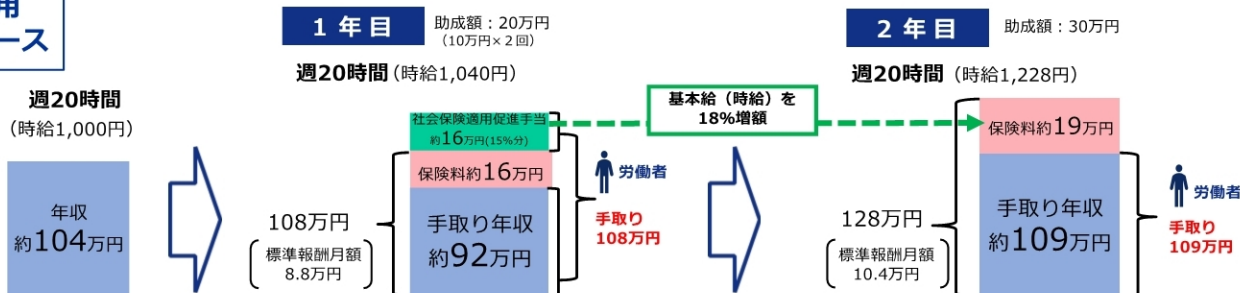 用
ース
週20時間
（時給1,000円）
年収
約104万円
1年目
助成額：20万円
（10万円×２回）
週20時間（時給1,040円）
社会保険適用促進手当
約16万円(15%分)
保険料約16万円
手取り年収
約92万円
108万円
標準報酬月額
8.8万円
労働者
手取り
108万円
基本給（時給）を
18%増額
2年目
助成額：30万円
週20時間（時給1,228円）
保険料約19万円
手取り年収
約109万円
128万円
標準報酬月額
10.4万円
労働者
手取り
109万円